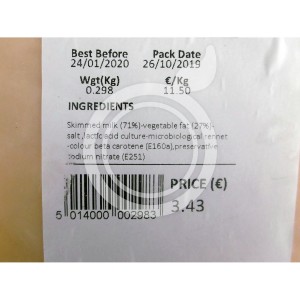 Best Before Pack Date
24/01/2020 26/10/2019
Wgt(Kg) €/Kg
0.298 11.50
INGREDIENTS
Skimmed milk (71%)-vegetable fat (27%)-
salt /lactic acid culture-microbiological rennet
-colour beta carotene (E160a),preservative
sodium nitrate (E251)
PRICE (€)
3.43
5 014000 002983